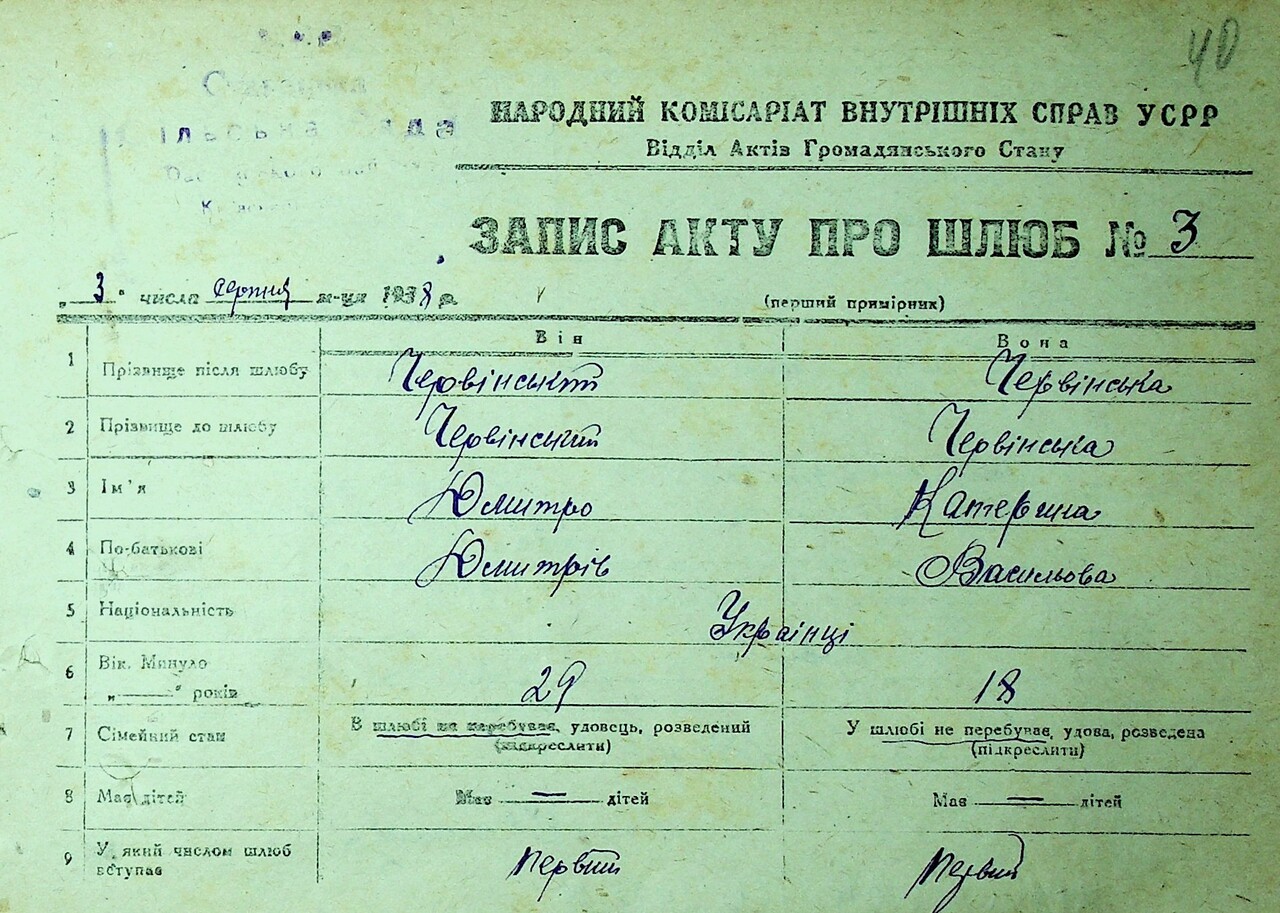 40
ільська рада
НАРОДНИЙ КОМІСАРІАТ ВНУТРІШНІХ СПРАВ УСРР
Відділ Актів Громадянського Стану
ЗАПИС АКТУ ПРО ШЛЮБ № 3
„3“ числа серпня м-ця 1938 р.
(перший примірник)
Він Вона
1 Прізвище після шлюбу Червінський Червінська
2 Прізвище до шлюбу Червінський Червінська
3 Ім'я Дмитро Катерина
4 По-батькові Дмитрів Васильова
5 Національність Українці
6 Вік. Минуло 29 18
„——“ років
7 Сімейний стан В шлюбі не перебуває, удовець, розведений У шлюбі не перебуває, удова, розведена
(підкреслити) (підкреслити)
8 Має дітей Має — дітей Має — дітей
9 У який числом шлюб первий первий
вступає